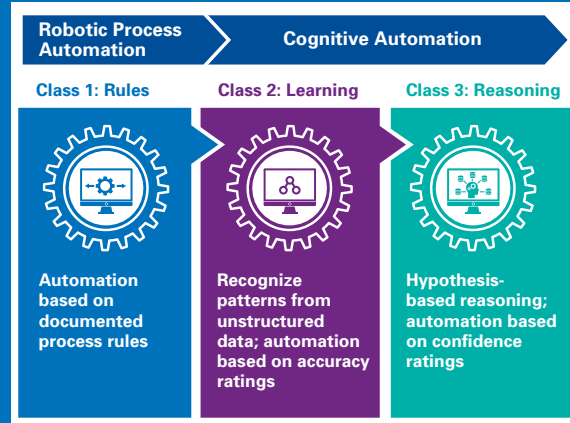 Robotic Process
Automation
Cognitive Automation
Class 1: Rules
Class 2: Learning
Class 3: Reasoning
Automation
based on
documented
process rules
Recognize
patterns from
unstructured
data; automation
based on accuracy
ratings
Hypothesis-
based reasoning;
automation based
on confidence
ratings